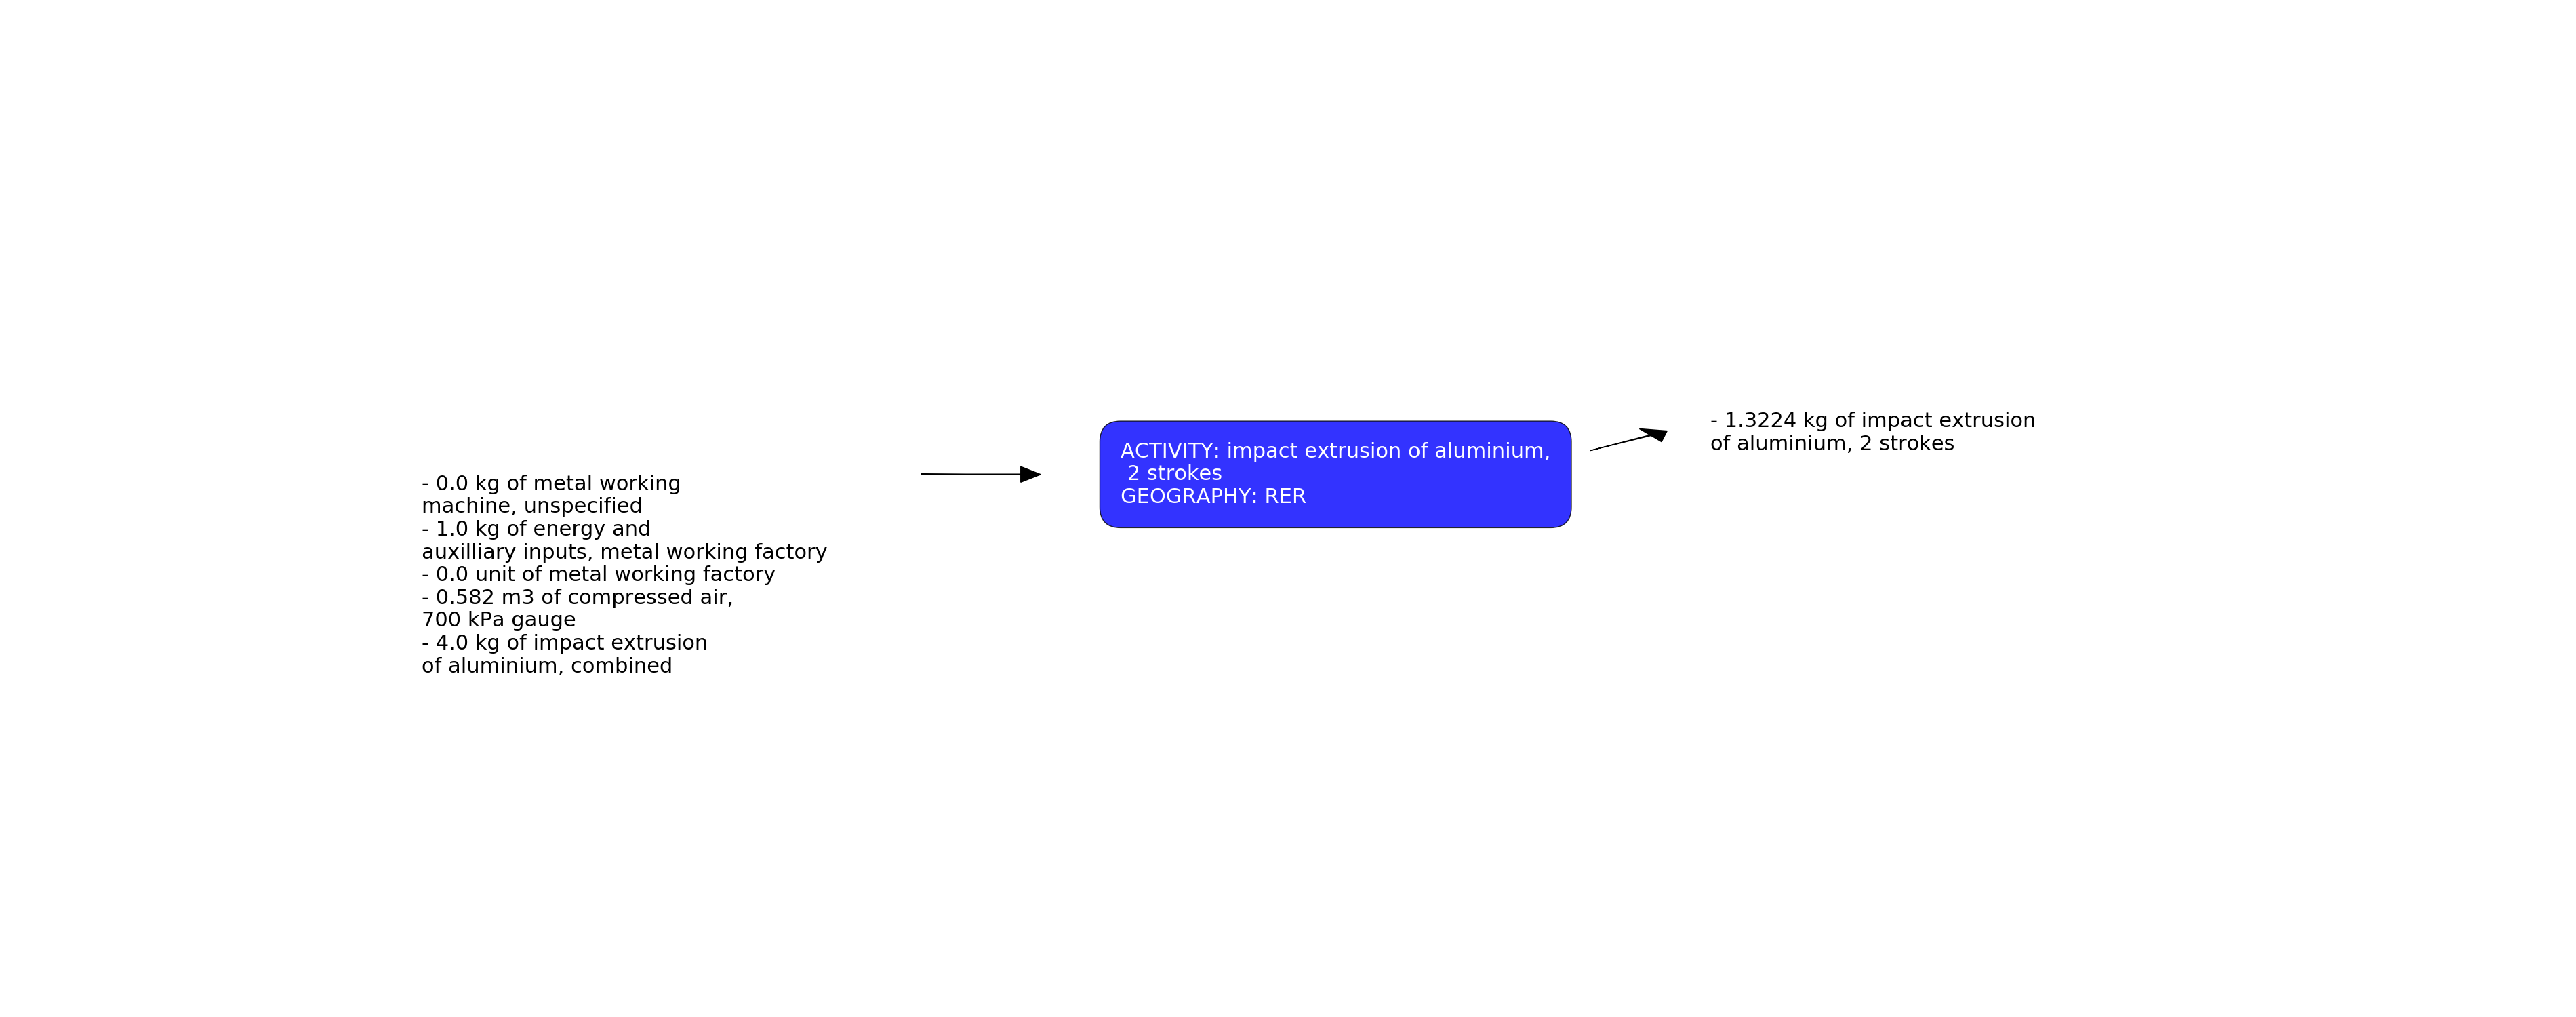 - 0.0 kg of metal working
machine, unspecified
- 1.0 kg of energy and
auxilliary inputs, metal working factory
- 0.0 unit of metal working factory
- 0.582 m3 of compressed air,
700 kPa gauge
- 4.0 kg of impact extrusion
of aluminium, combined
ACTIVITY: impact extrusion of aluminium,
2 strokes
GEOGRAPHY: RER
- 1.3224 kg of impact extrusion
of aluminium, 2 strokes